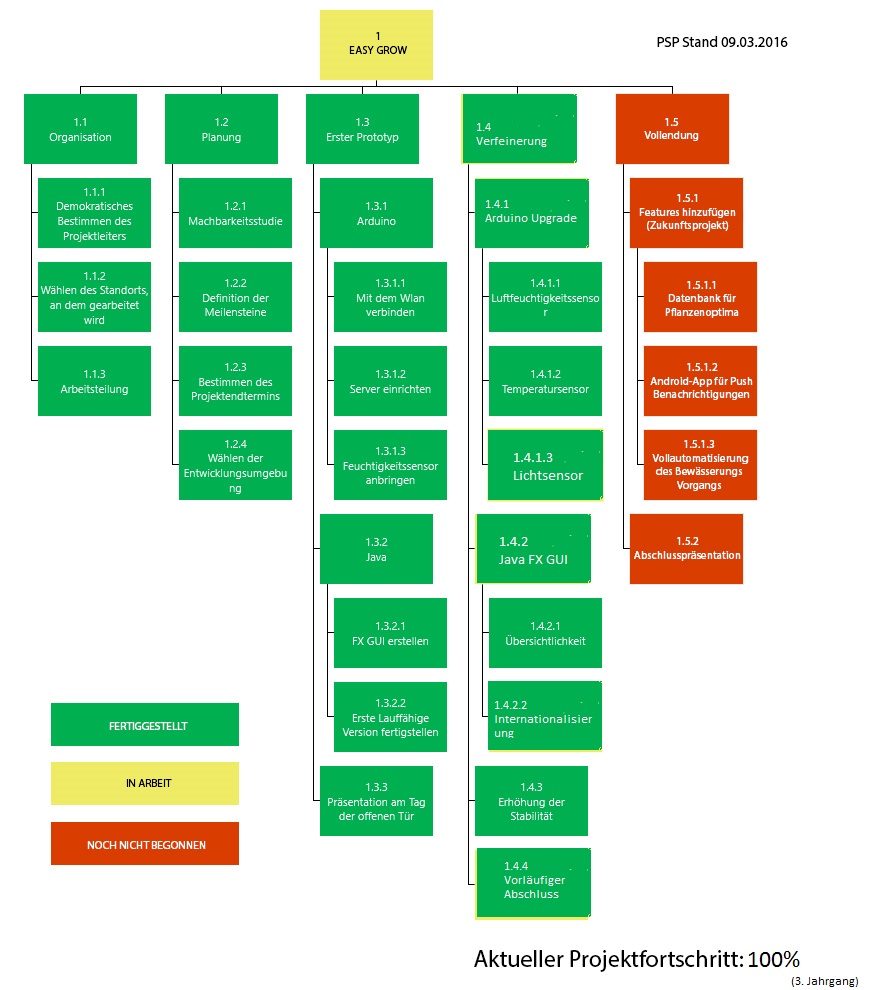 1
EASY GROW
PSP Stand 09.03.2016
1.1
Organisation
1.1.1
Demokratisches
Bestimmen des
Projektleiters
1.1.2
Wählen des Standorts,
an dem gearbeitet
wird
1.1.3
Arbeitsteilung
1.2
Planung
1.2.1
Machbarkeitsstudie
1.2.2
Definition der
Meilensteine
1.2.3
Bestimmen des
Projektendtermins
1.2.4
Wählen der
Entwicklungsumgebu
ng
1.3
Erster Prototyp
1.3.1
Arduino
1.3.1.1
Mit dem Wlan
verbinden
1.3.1.2
Server einrichten
1.3.1.3
Feuchtigkeitssensor
anbringen
1.3.2
Java
1.3.2.1
FX GUI erstellen
1.3.2.2
Erste Lauffähige
Version fertigstellen
1.3.3
Präsentation am Tag
der offenen Tür
1.4
Verfeinerung
1.4.1
Arduino Upgrade
1.4.1.1
Luftfeuchtigkeitssenso
r
1.4.1.2
Temperatursensor
1.4.1.3
Lichtsensor
1.4.2
Java FX GUI
1.4.2.1
Übersichtlichkeit
1.4.2.2
Internationalisier
ung
1.4.3
Erhöhung der
Stabilität
1.4.4
Vorläufiger
Abschluss
1.5
Vollendung
1.5.1
Features hinzufügen
(Zukunftsprojekt)
1.5.1.1
Datenbank für
Pflanzenoptima
1.5.1.2
Android-App für Push
Benachrichtigungen
1.5.1.3
Vollautomatisierung
des Bewässerungs
Vorgangs
1.5.2
Abschlusspräsentation
FERTIGGESTELLT
IN ARBEIT
NOCH NICHT BEGONNEN
Aktueller Projektfortschritt: 100%
(3. Jahrgang)